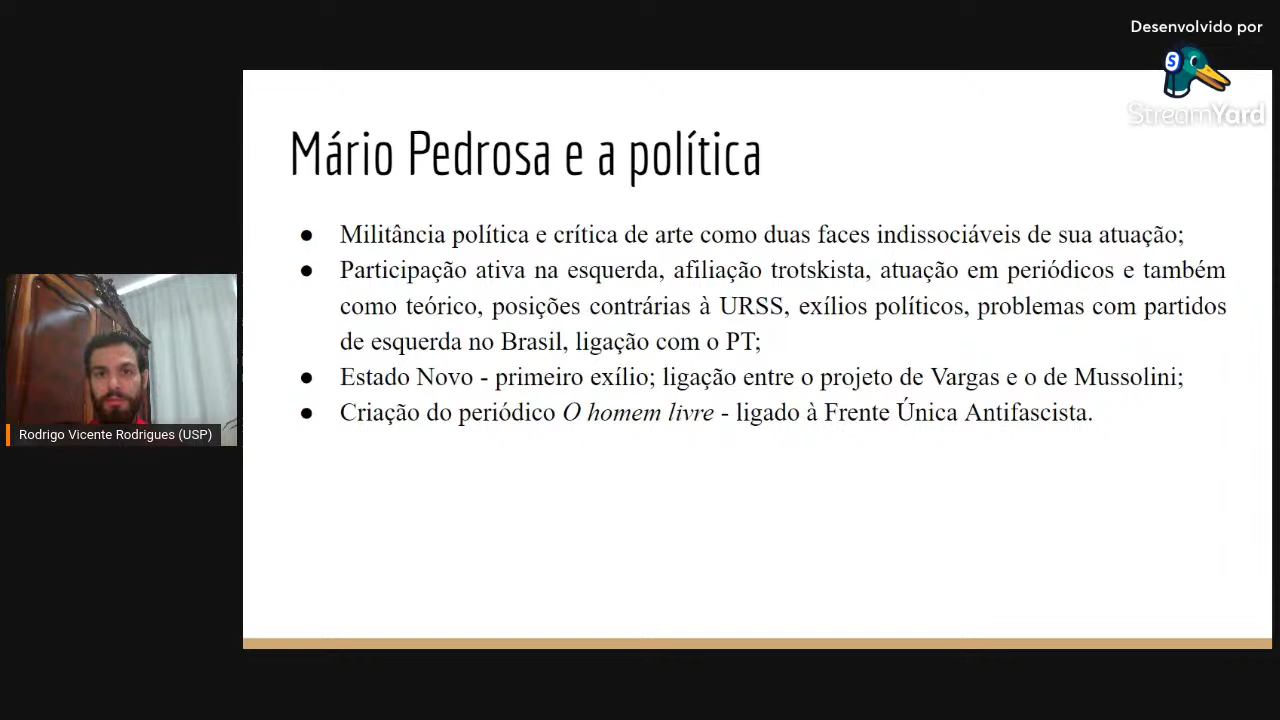 Desenvolvido por
StreamYard
Mário Pedrosa e a política
● Militância política e crítica de arte como duas faces indissociáveis de sua atuação;
● Participação ativa na esquerda, afiliação trotskista, atuação em periódicos e também
como teórico, posições contrárias à URSS, exílios políticos, problemas com partidos
de esquerda no Brasil, ligação com o PT;
● Estado Novo - primeiro exílio; ligação entre o projeto de Vargas e o de Mussolini;
● Criação do periódico O homem livre - ligado à Frente Única Antifascista.
Rodrigo Vicente Rodrigues (USP)